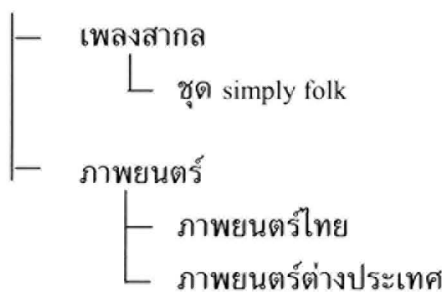 เพลงสากล
ชุด simply folk
ภาพยนตร์
ภาพยนตร์ไทย
ภาพยนตร์ต่างประเทศ